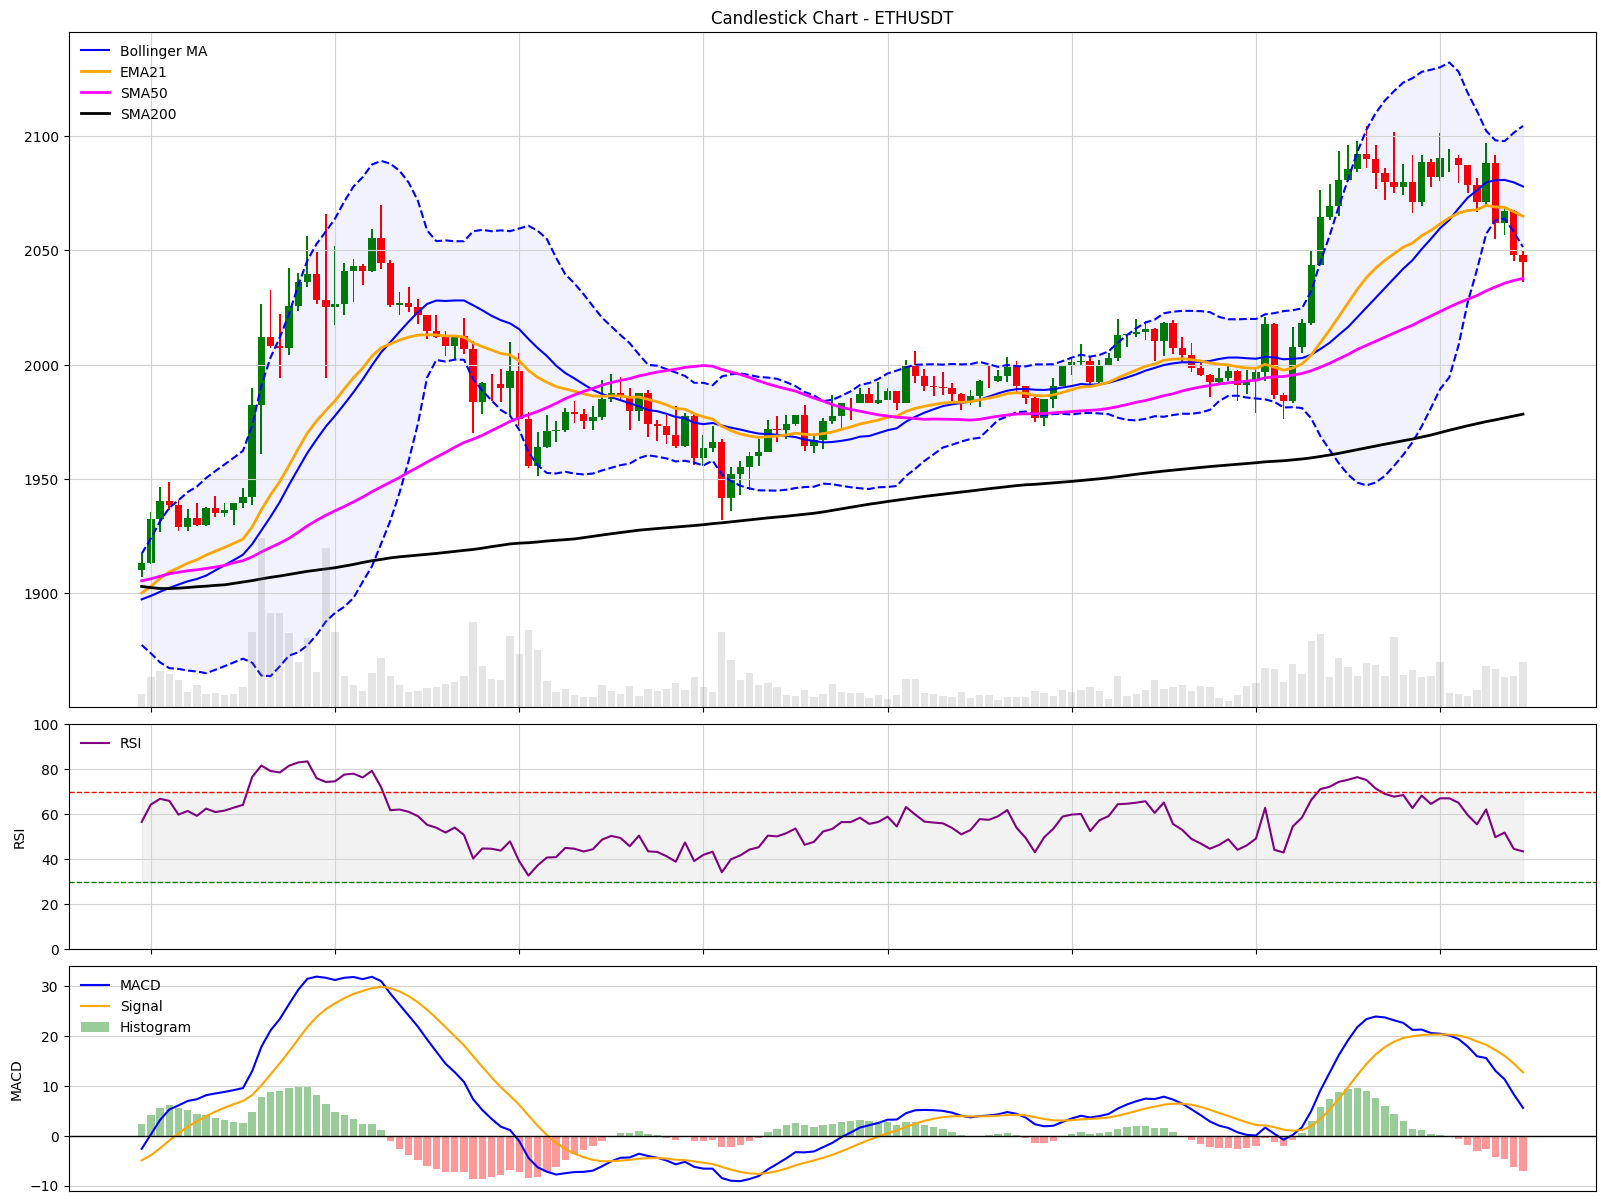 Candlestick Chart - ETHUSDT
Bollinger MA
EMA21
SMA50
SMA200
2100
2050
2000
1950
1900
RSI
RSI
100
80
60
40
20
0
MACD
Signal
Histogram
MACD
30
20
10
0
−10